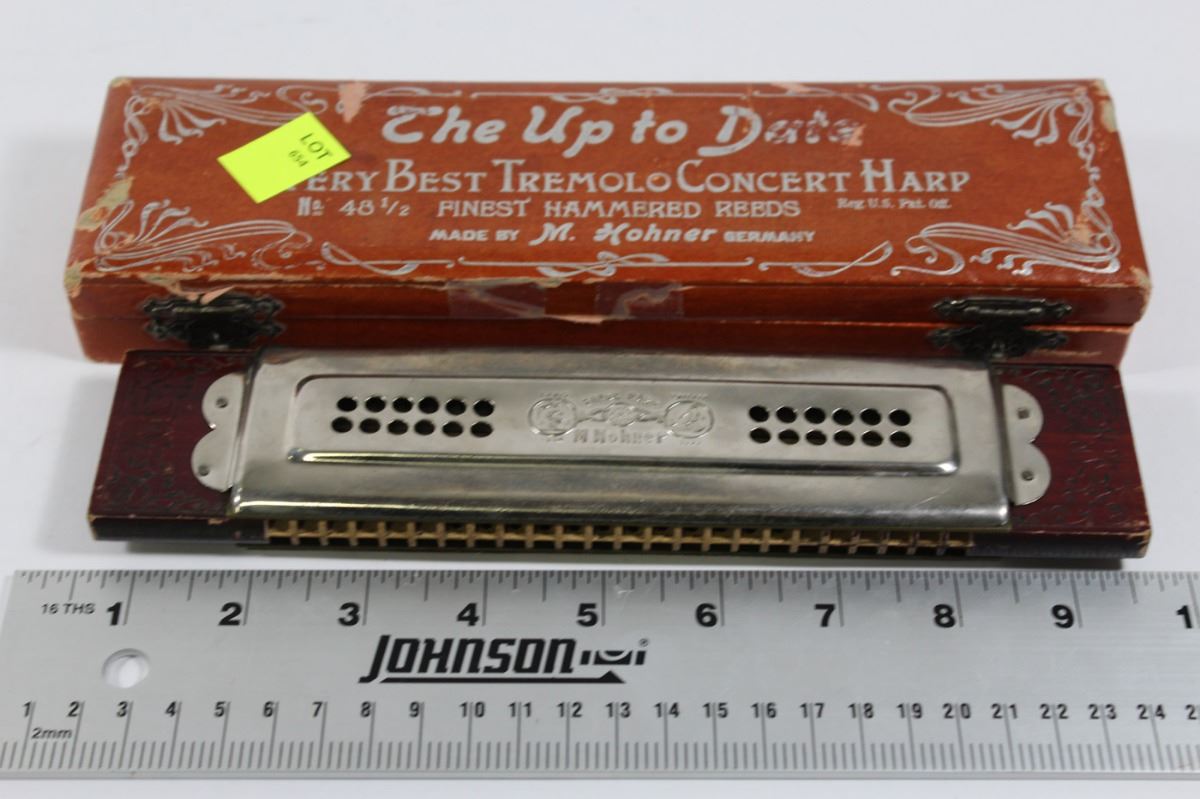 The Up to Date
LOT
654
VERY BEST TREMOLO CONCERT HARP
No. 48 1/2 FINEST HAMMERED REEDS Reg. U.S. Pat. Off.
MADE BY M. Hohner GERMANY
M. Hohner
16 THS 1 2 3 4 5 6 7 8 9 1
JOHNSON ®
1 2 3 4 5 6 7 8 9 10 11 12 13 14 15 16 17 18 19 20 21 22 23 24 2
2mm